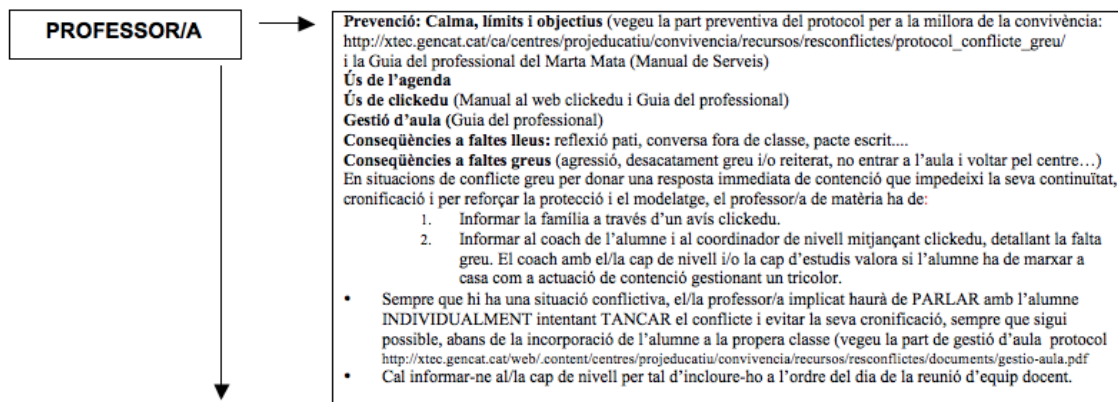 PROFESSOR/A
Prevenció: Calma, límits i objectius (vegeu la part preventiva del protocol per a la millora de la convivència:
http://xtec.gencat.cat/ca/centres/projeducatiu/convivencia/recursos/resconflictes/protocol_conflicte_greu/
i la Guia del professional del Marta Mata (Manual de Serveis)
Ús de l'agenda
Ús de clickedu (Manual al web clickedu i Guia del professional)
Gestió d'aula (Guia del professional)
Conseqüències a faltes lleus: reflexió pati, conversa fora de classe, pacte escrit....
Conseqüències a faltes greus (agressió, desacatament greu i/o reiterat, no entrar a l'aula i voltar pel centre…)
En situacions de conflicte greu per donar una resposta immediata de contenció que impedeixi la seva continuïtat,
cronificació i per reforçar la protecció i el modelatge, el professor/a de matèria ha de:
1. Informar la família a través d'un avís clickedu.
2. Informar al coach de l'alumne i al coordinador de nivell mitjançant clickedu, detallant la falta
greu. El coach amb el/la cap de nivell i/o la cap d'estudis valora si l'alumne ha de marxar a
casa com a actuació de contenció gestionant un tricolor.
• Sempre que hi ha una situació conflictiva, el/la professor/a implicat haurà de PARLAR amb l'alumne
INDIVIDUALMENT intentant TANCAR el conflicte i evitar la seva cronificació, sempre que sigui
possible, abans de la incorporació de l'alumne a la propera classe (vegeu la part de gestió d'aula protocol
http://xtec.gencat.cat/web/.content/centres/projeducatiu/convivencia/recursos/resconflictes/documents/gestio-aula.pdf
• Cal informar-ne al/la cap de nivell per tal d'incloure-ho a l'ordre del dia de la reunió d'equip docent.